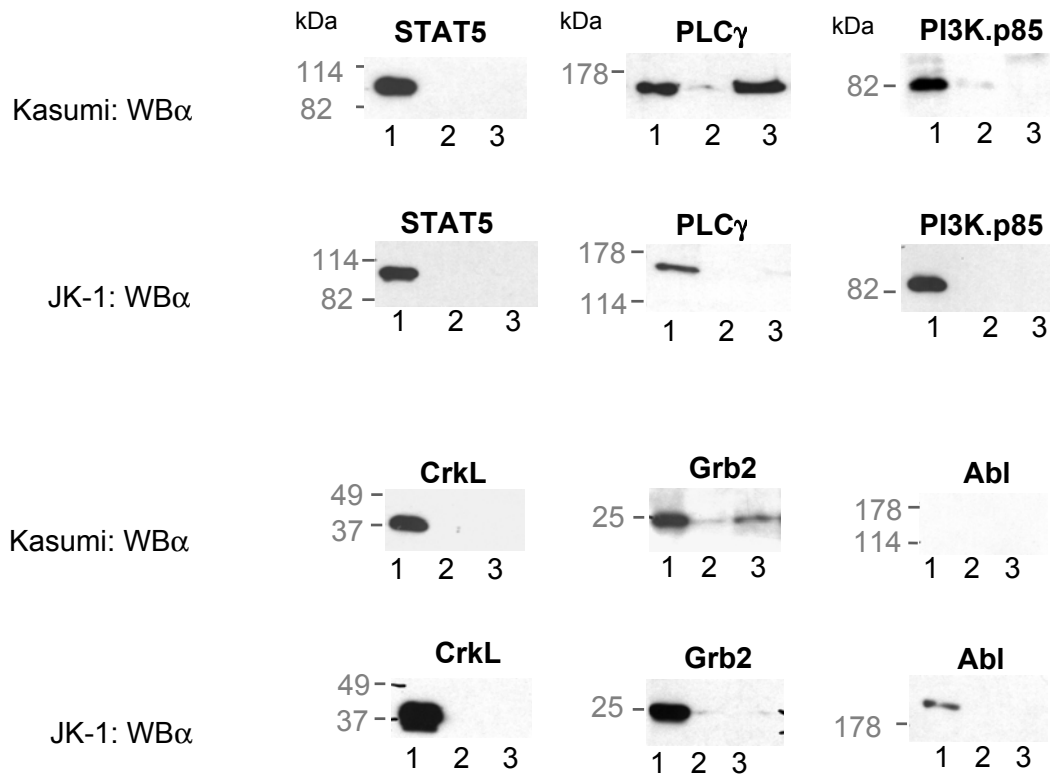 kDa STAT5 PLCγ kDa PI3K.p85
114 178
Kasumi: WBα 82 82
1 2 3 1 2 3 1 2 3
STAT5 PLCγ PI3K.p85
114 178
JK-1: WBα 82 114 82
1 2 3 1 2 3 1 2 3
CrkL Grb2 Abl
49 25 178
Kasumi: WBα 37 114
1 2 3 1 2 3 1 2 3
CrkL Grb2 Abl
49 25
JK-1: WBα 37 178
1 2 3 1 2 3 1 2 3